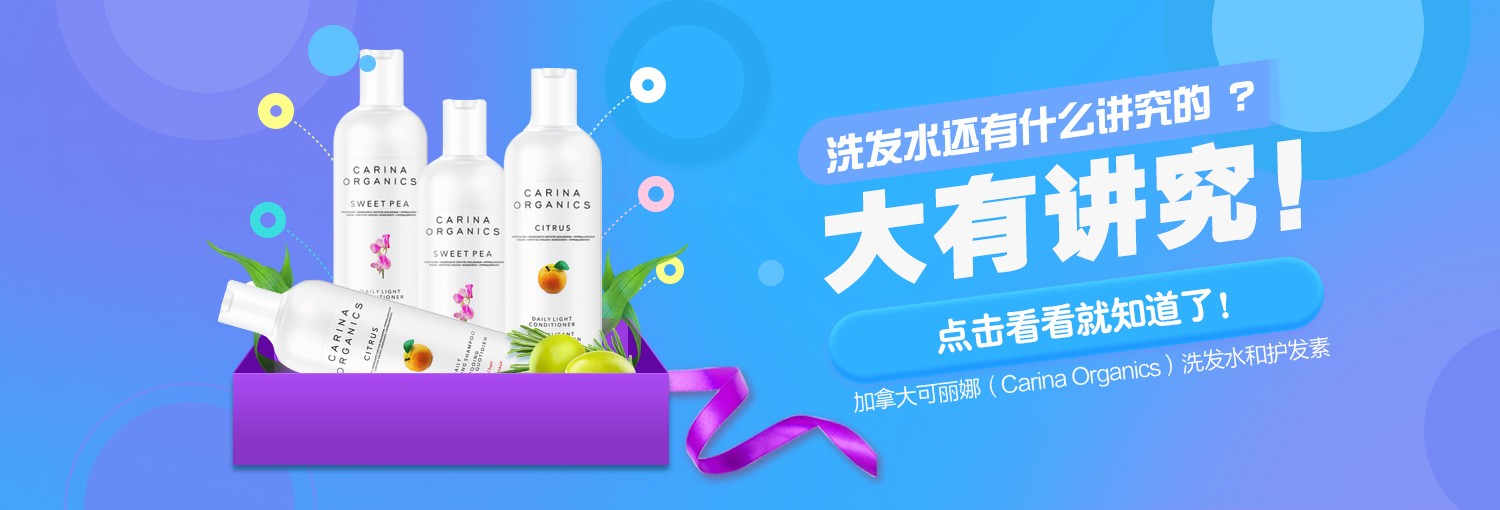 CARINA
ORGANICS
SWEET PEA
DAILY LIGHT
CONDITIONER
CARINA
ORGANICS
SWEET PEA
CARINA
ORGANICS
CITRUS
DAILY LIGHT
CONDITIONER
CARINA
ORGANICS
CITRUS
洗发水还有什么讲究的 ?
大有讲究!
点击看看就知道了!
加拿大可丽娜(Carina Organics)洗发水和护发素